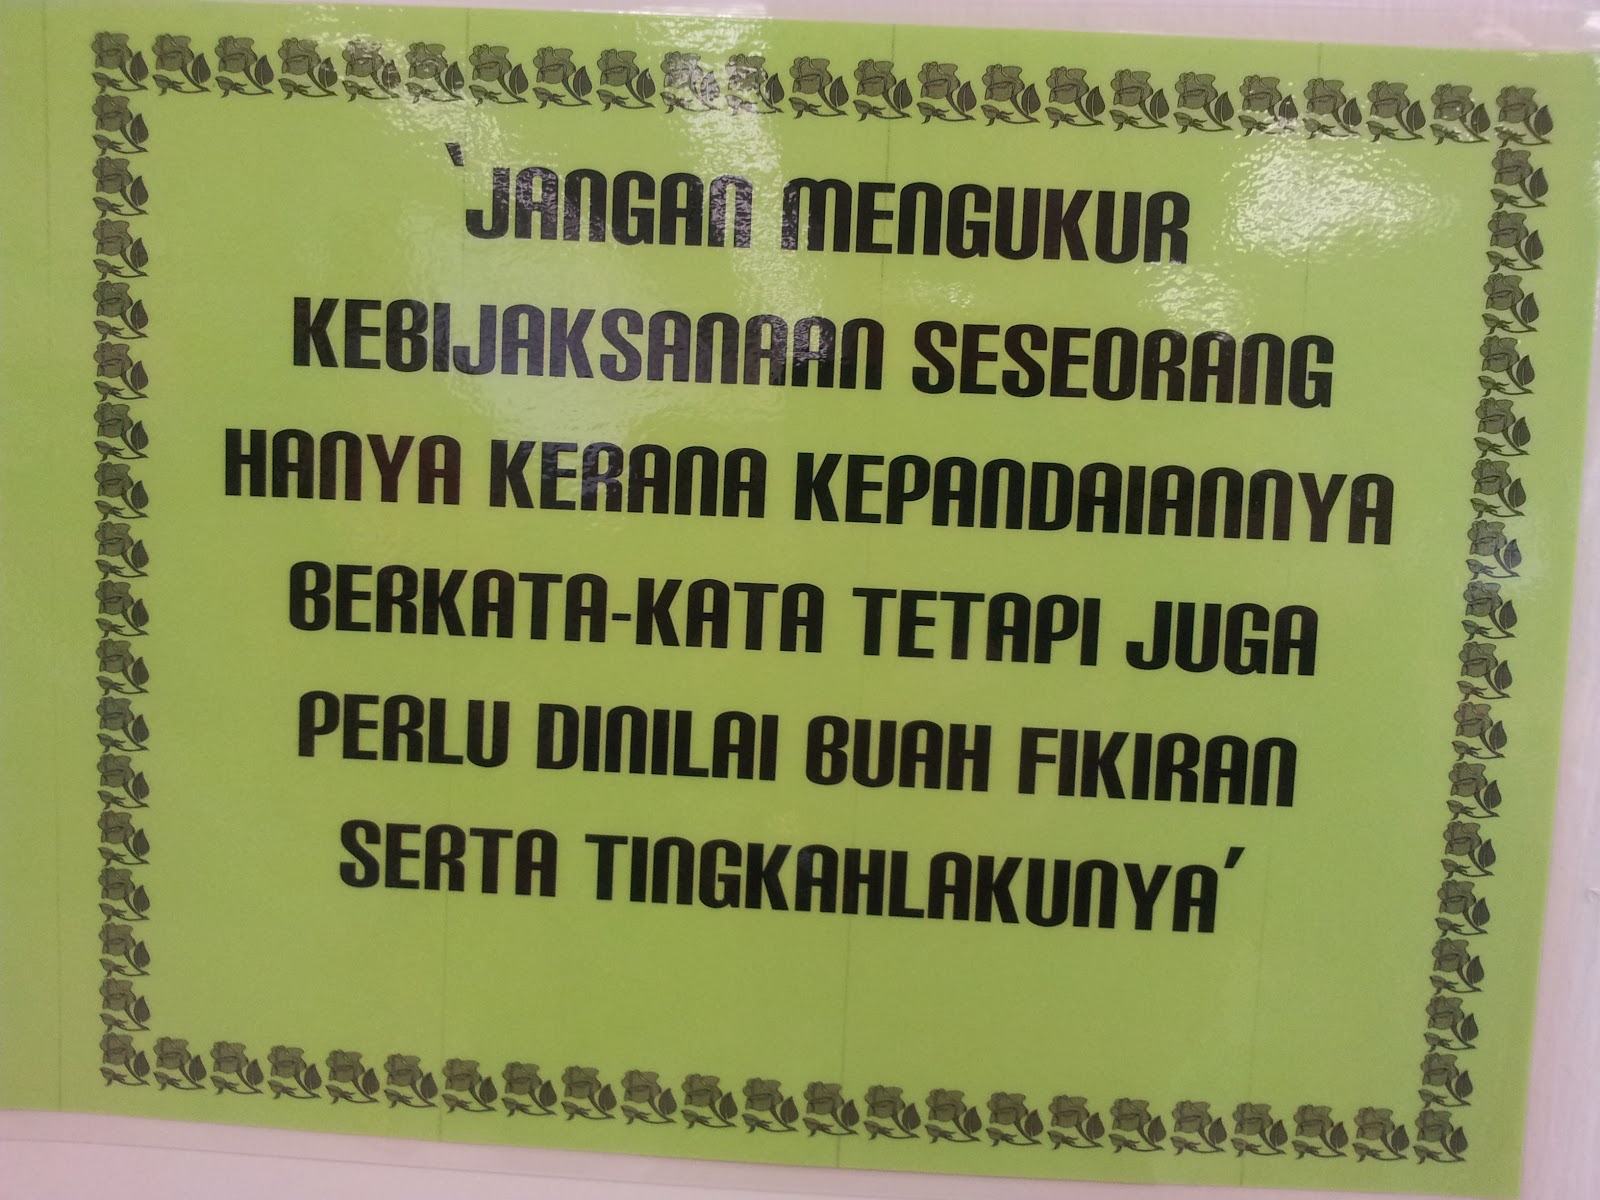 `JANGAN MENGUKUR
KEBIJAKSANAAN SESEORANG
HANYA KERANA KEPANDAIANNYA
BERKATA-KATA TETAPI JUGA
PERLU DINILAI BUAH FIKIRAN
SERTA TINGKAHLAKUNYA´